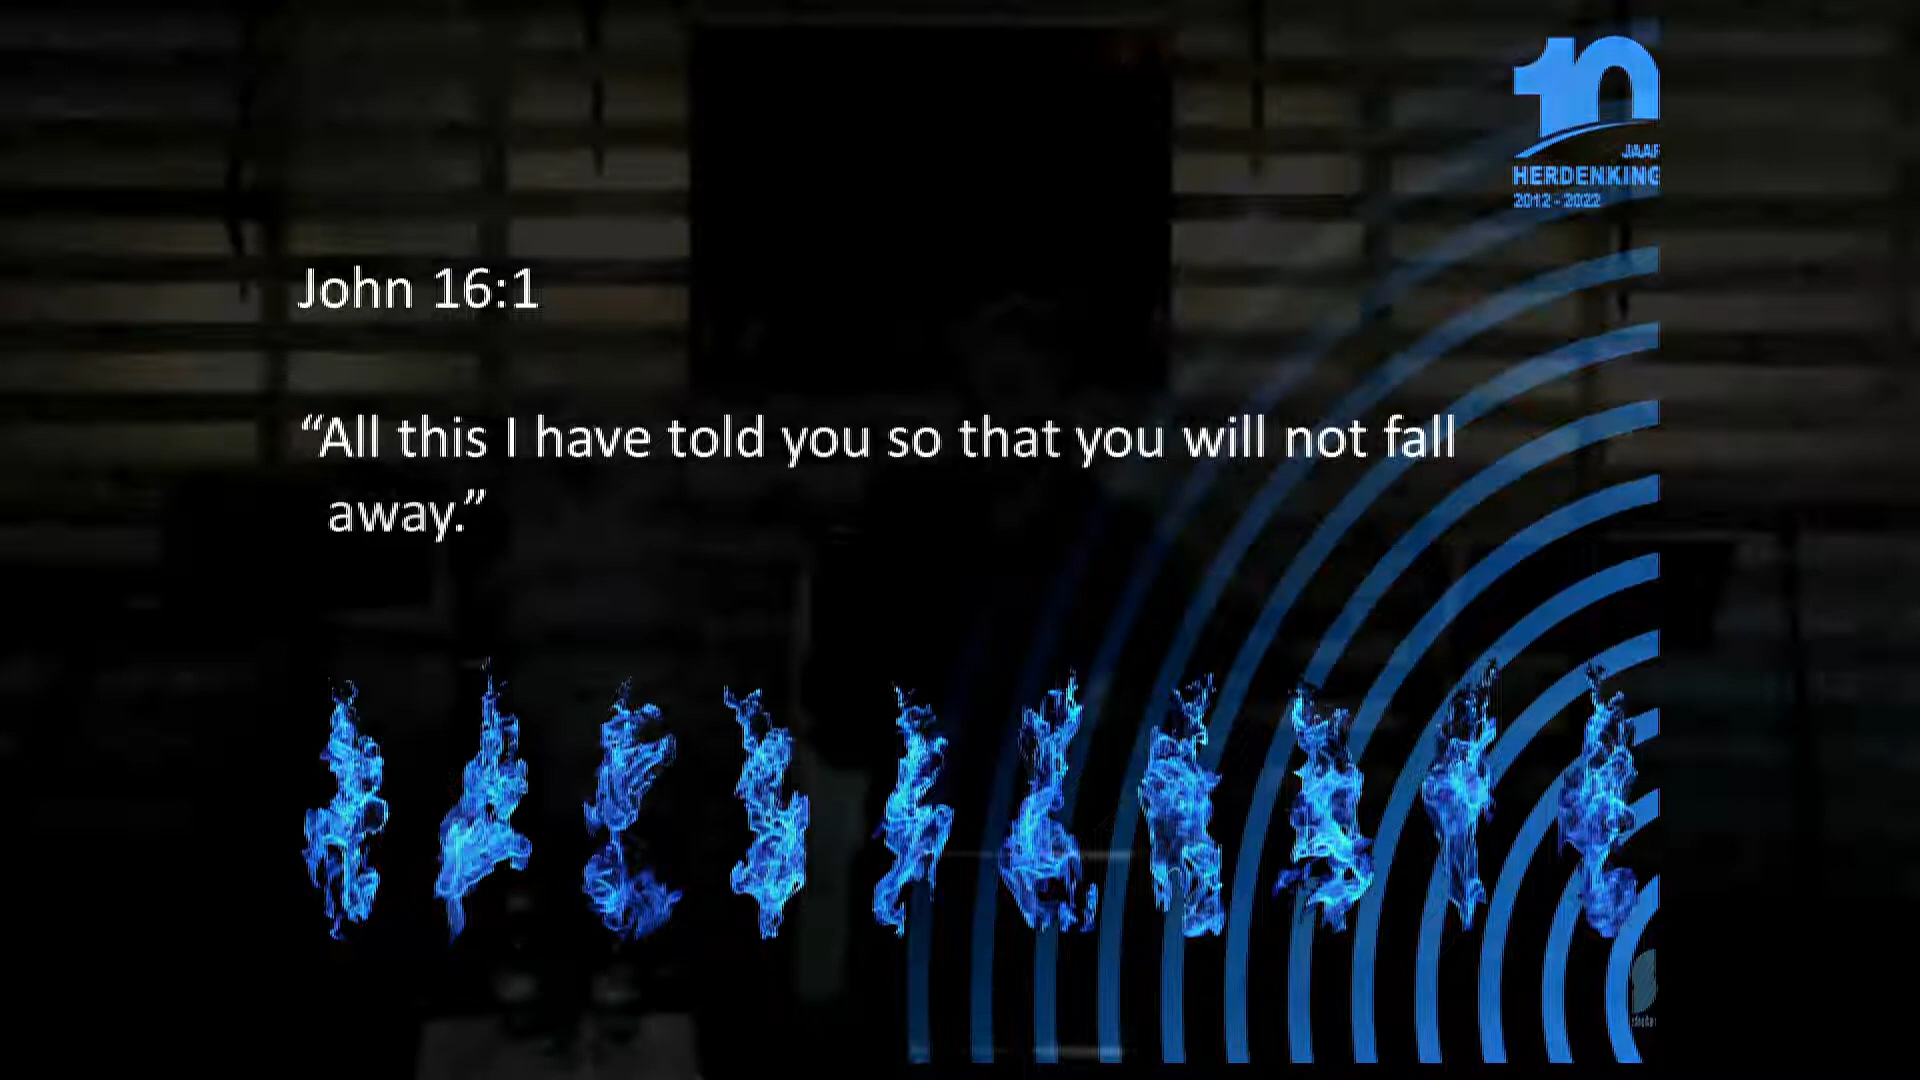 10
JAAR
HERDENKING
2012 - 2022
John 16:1
“All this I have told you so that you will not fall
away.”